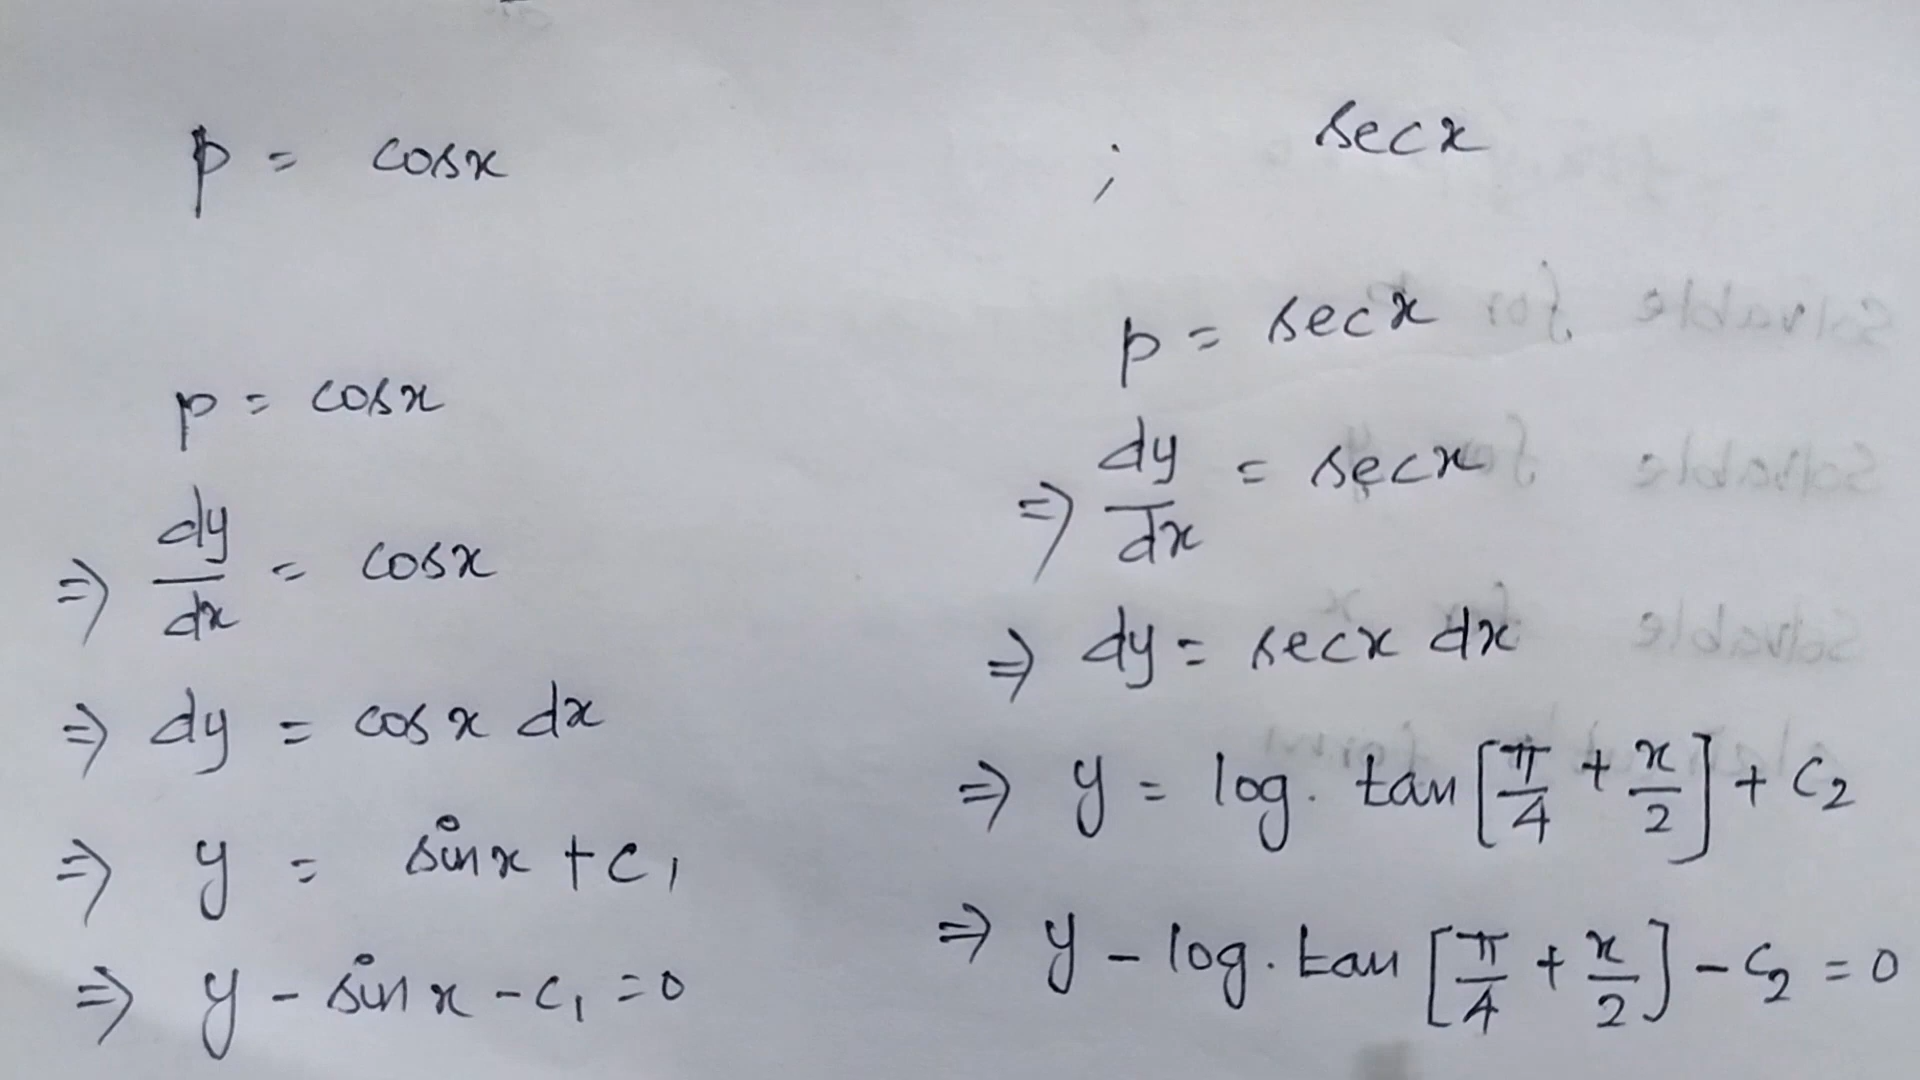 p = cosx ; secx
p = cosx
⇒ dy/dx = cosx
⇒ dy = cosx dx
⇒ y = sinx + c₁
⇒ y - sinx - c₁ = 0
p = secx
⇒ dy/dx = secx
⇒ dy = secx dx
⇒ y = log. tan [π/4 + x/2] + c₂
⇒ y - log. tan [π/4 + x/2] - c₂ = 0